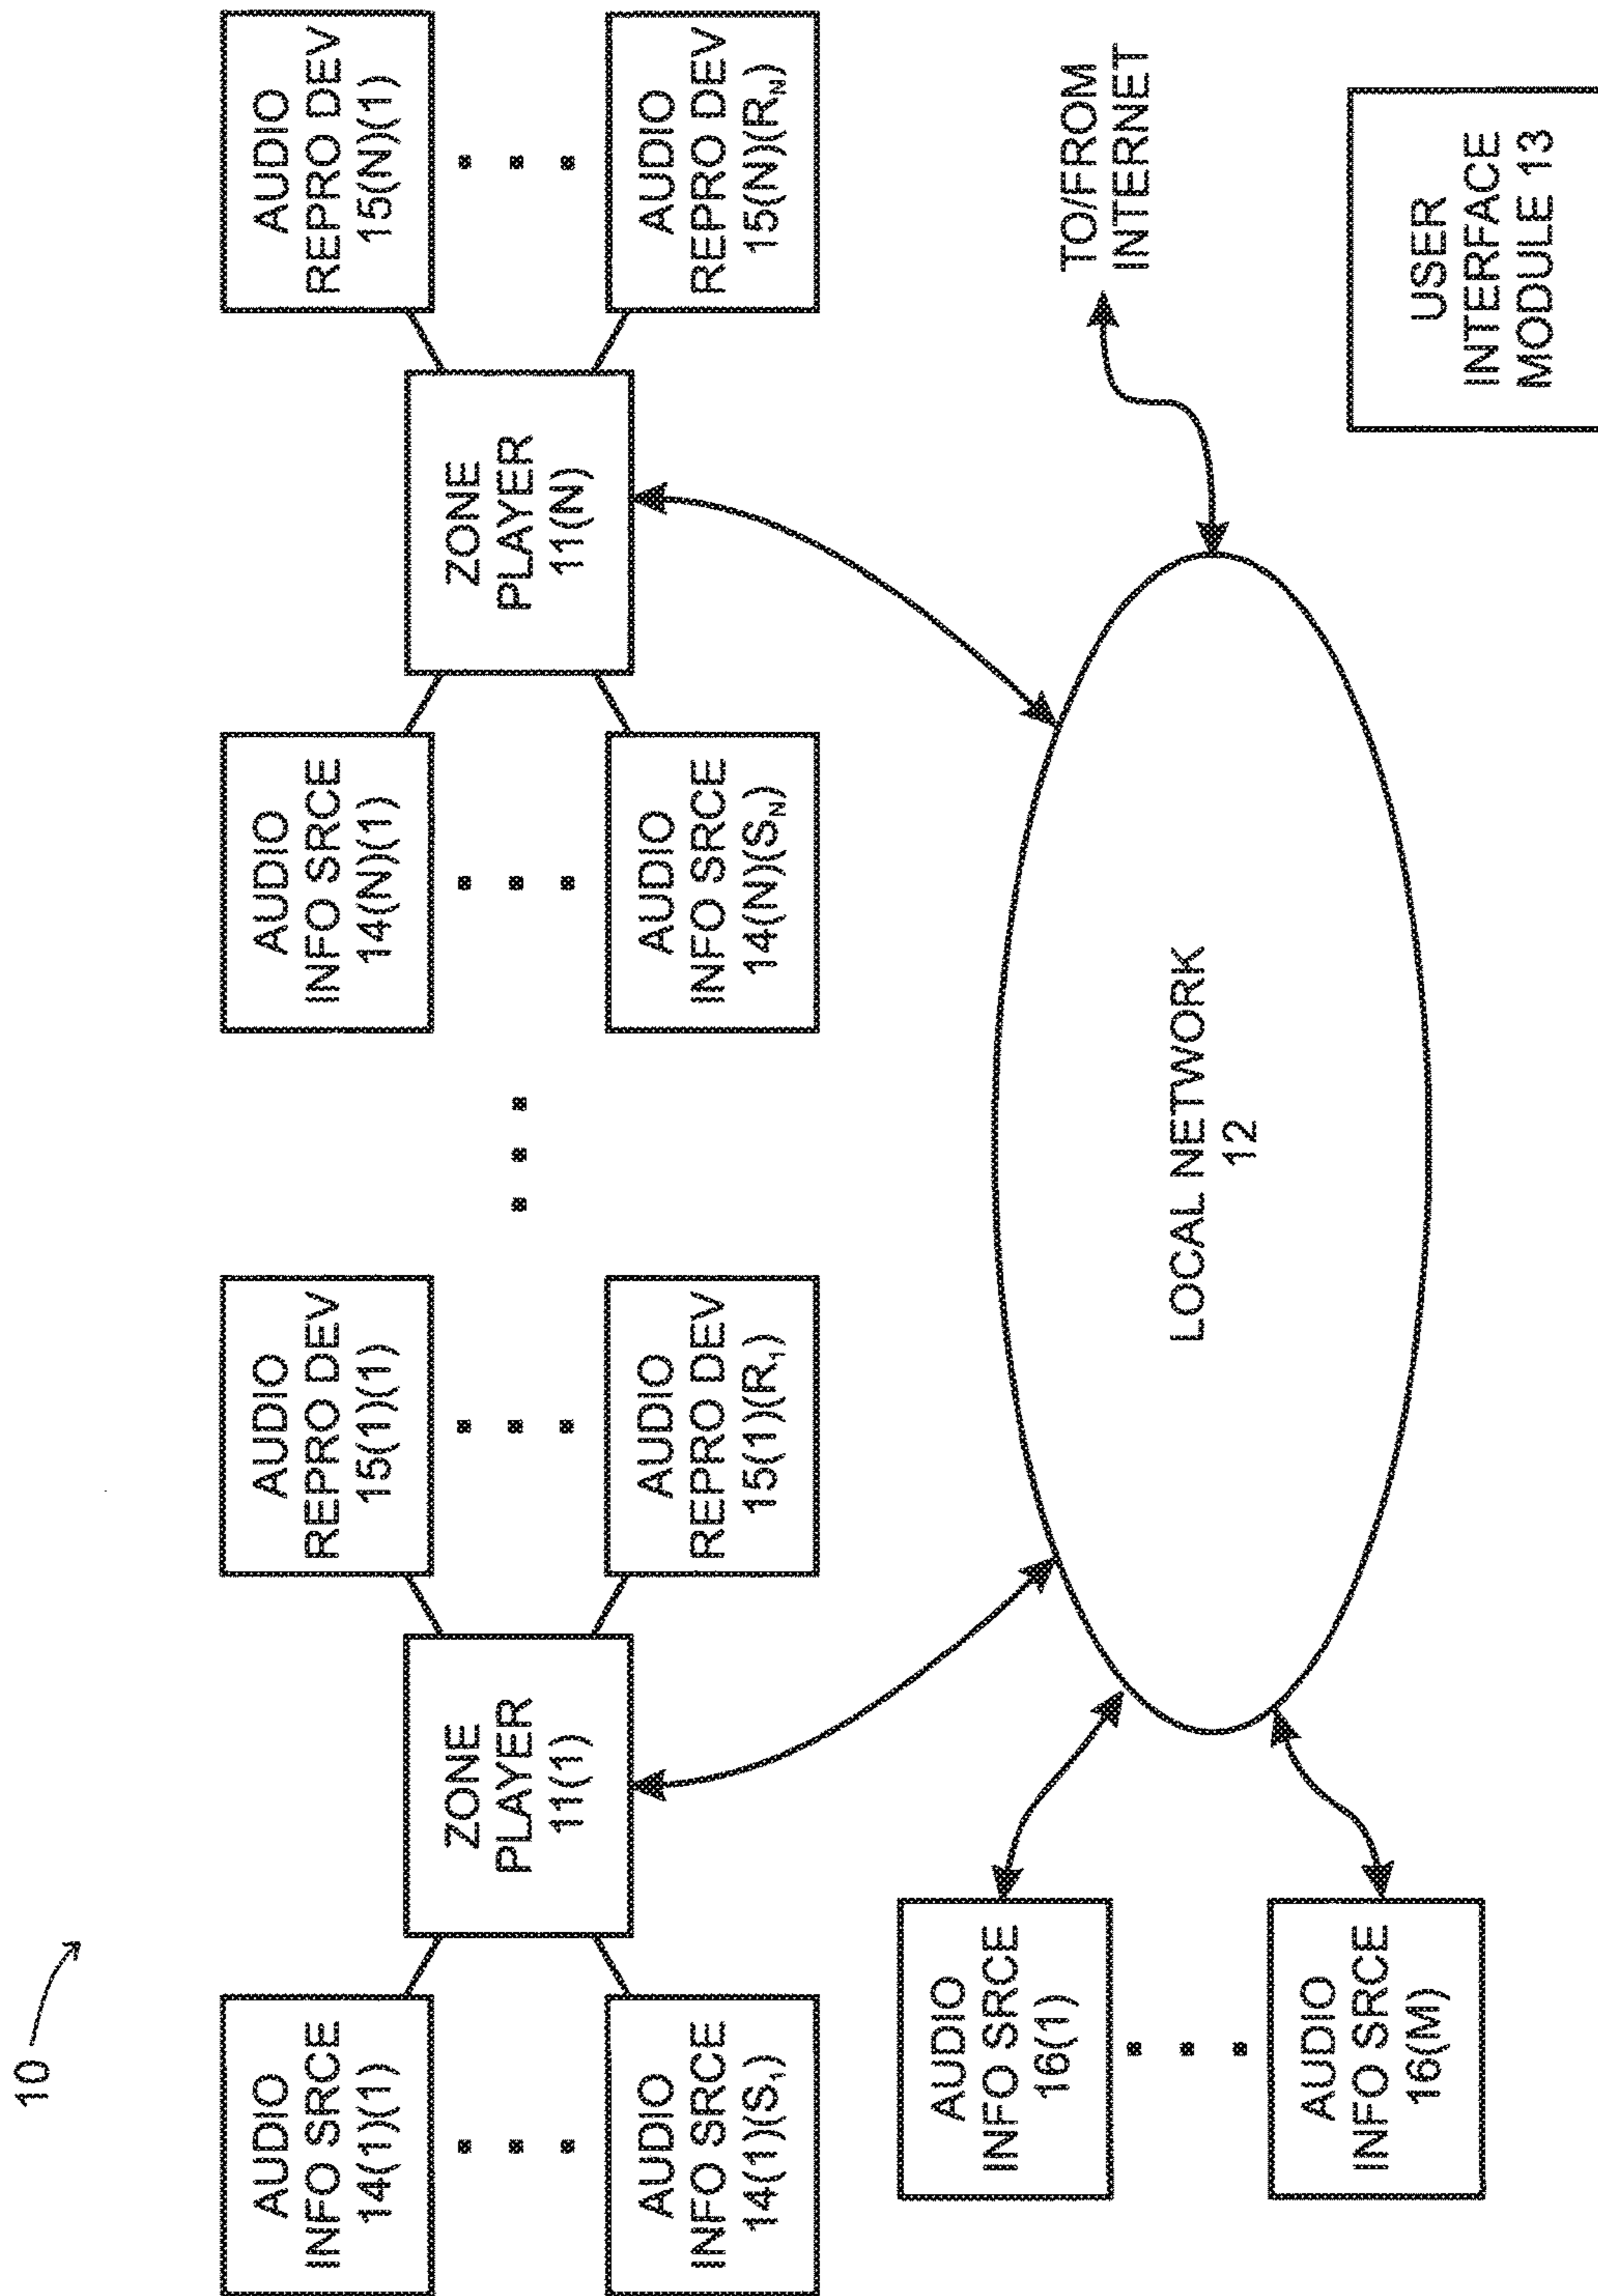 10
AUDIO
INFO SRCE
14(1)(1)
AUDIO
INFO SRCE
14(1)(S₁)
ZONE
PLAYER
11(1)
AUDIO
REPRO DEV
15(1)(1)
AUDIO
REPRO DEV
15(1)(R₁)
AUDIO
INFO SRCE
14(N)(1)
AUDIO
INFO SRCE
14(N)(S_N)
ZONE
PLAYER
11(N)
AUDIO
REPRO DEV
15(N)(1)
AUDIO
REPRO DEV
15(N)(R_N)
AUDIO
INFO SRCE
16(1)
AUDIO
INFO SRCE
16(M)
LOCAL NETWORK
12
TO/FROM
INTERNET
USER
INTERFACE
MODULE 13